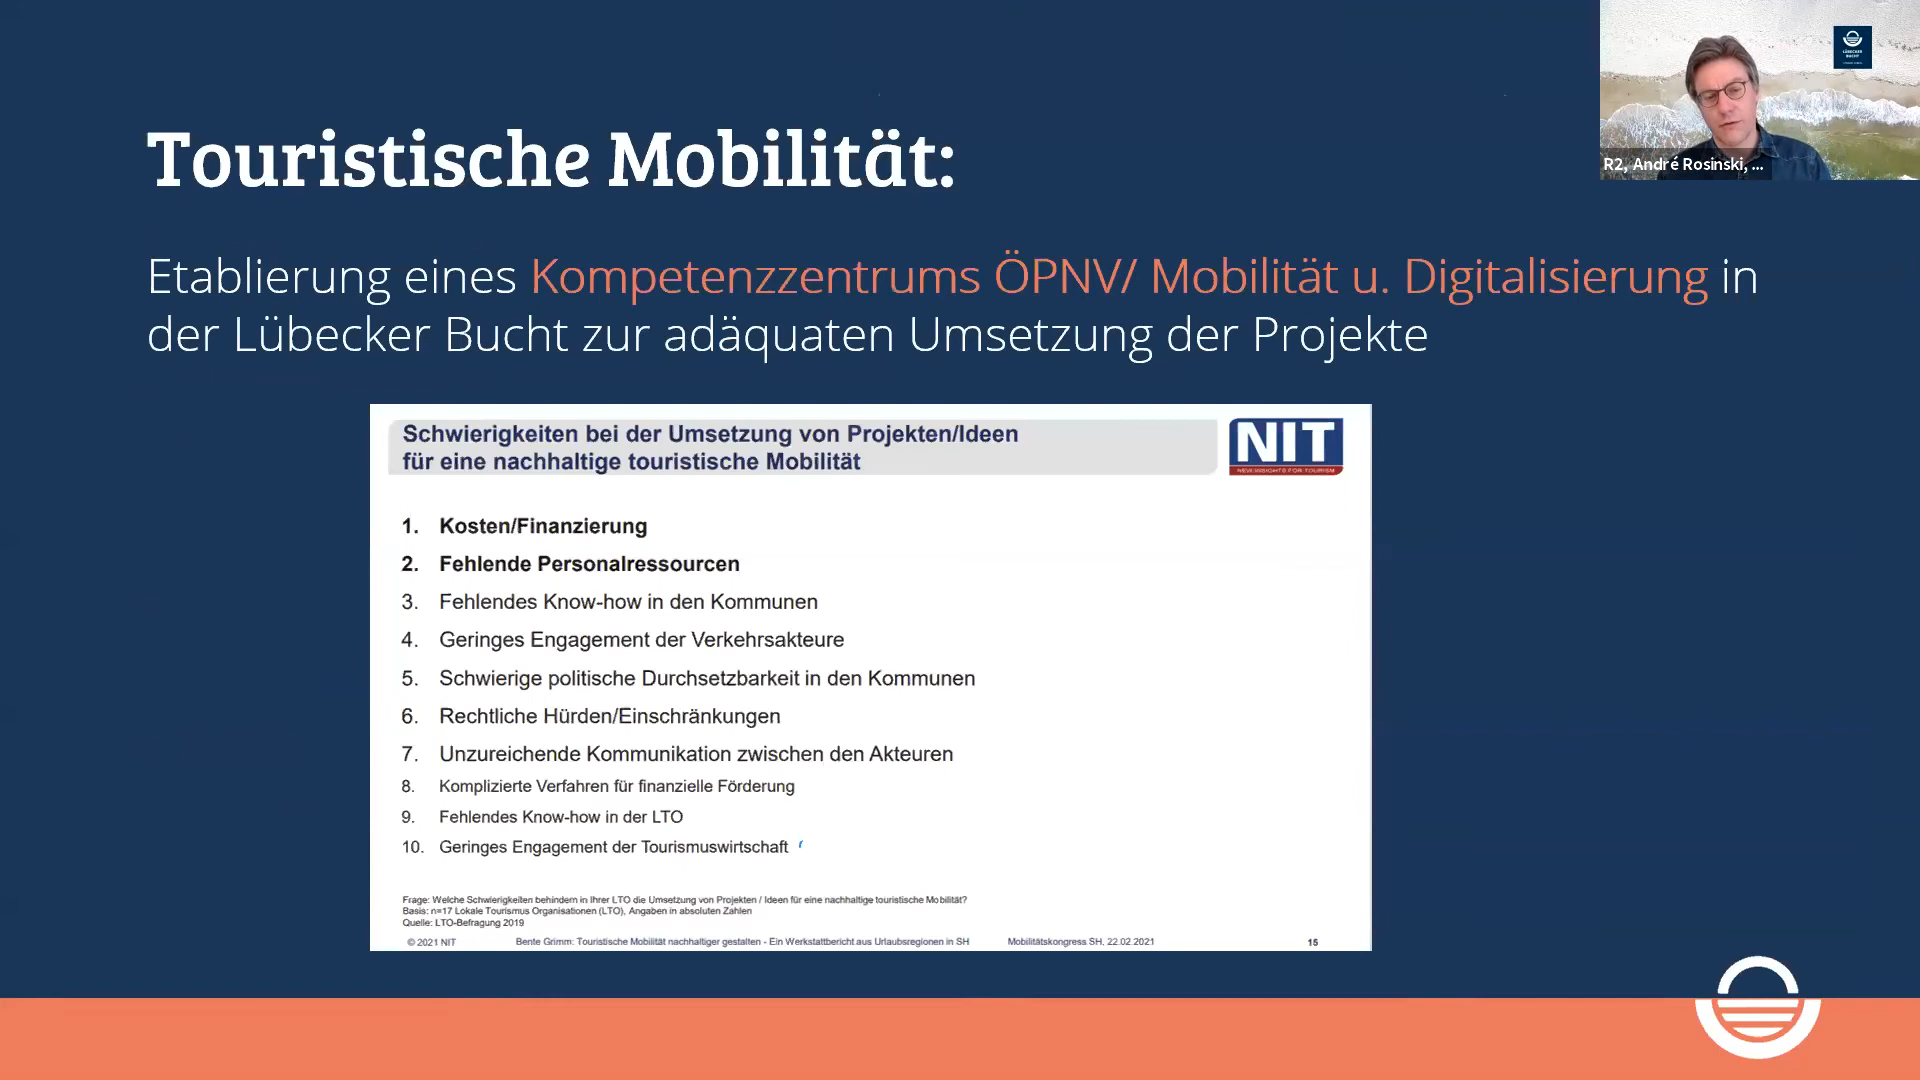 Touristische Mobilität:
R2, André Rosinski, ...
LÜBECKER
BUCHT
Etablierung eines Kompetenzzentrums ÖPNV/ Mobilität u. Digitalisierung in
der Lübecker Bucht zur adäquaten Umsetzung der Projekte
Schwierigkeiten bei der Umsetzung von Projekten/Ideen
für eine nachhaltige touristische Mobilität
NIT
NEW INSIGHTS FOR TOURISM
1. Kosten/Finanzierung
2. Fehlende Personalressourcen
3. Fehlendes Know-how in den Kommunen
4. Geringes Engagement der Verkehrsakteure
5. Schwierige politische Durchsetzbarkeit in den Kommunen
6. Rechtliche Hürden/Einschränkungen
7. Unzureichende Kommunikation zwischen den Akteuren
8. Komplizierte Verfahren für finanzielle Förderung
9. Fehlendes Know-how in der LTO
10. Geringes Engagement der Tourismuswirtschaft
Frage: Welche Schwierigkeiten behindern in Ihrer LTO die Umsetzung von Projekten / Ideen für eine nachhaltige touristische Mobilität?
Basis: n=17 Lokale Tourismus Organisationen (LTO), Angaben in absoluten Zahlen
Quelle: LTO-Befragung 2019
© 2021 NIT Bente Grimm: Touristische Mobilität nachhaltiger gestalten - Ein Werkstattbericht aus Urlaubsregionen in SH Mobilitätskongress SH, 22.02.2021 15